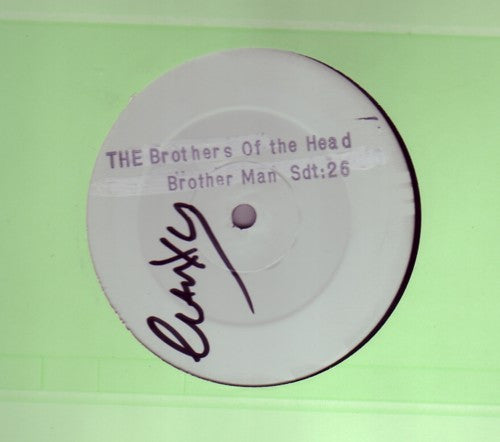 THE Brothers Of the Head
Brother Man Sdt:26